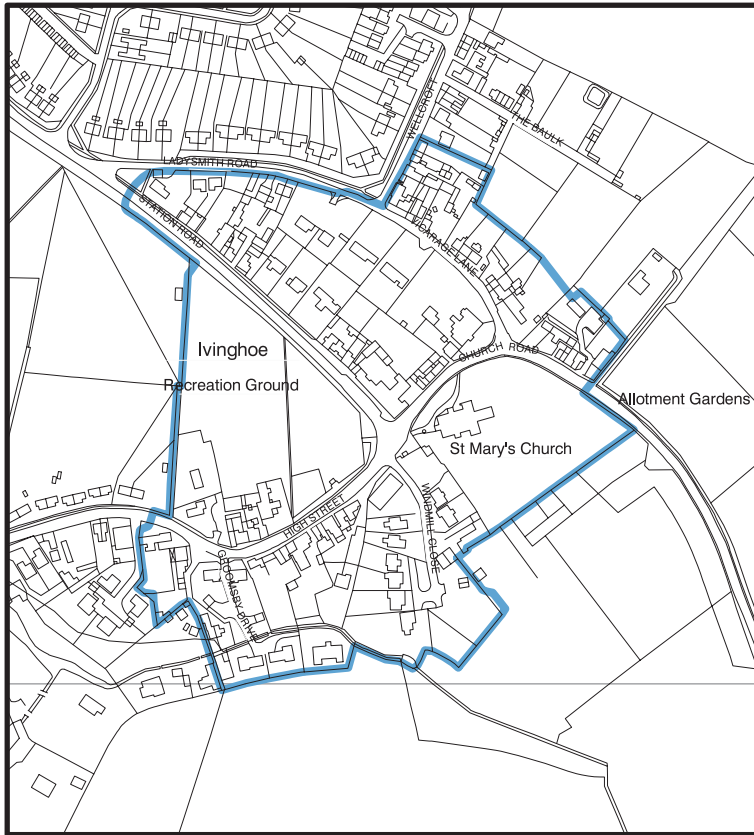 WELLCROFT
THE BAULK
LADYSMITH ROAD
STATION ROAD
VICARAGE LANE
Ivinghoe
Recreation Ground
CHURCH ROAD
Allotment Gardens
St Mary's Church
WINDMILL CLOSE
HIGH STREET
GROOMSBY DRIVE